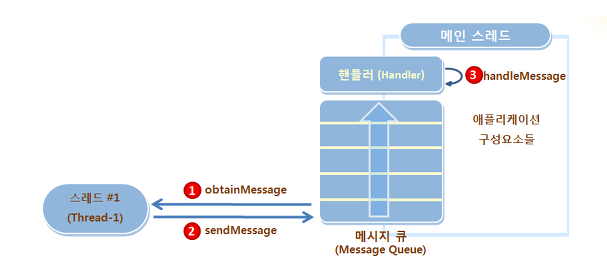 메인 스레드
핸들러 (Handler)
3 handleMessage
애플리케이션
구성요소들
1 obtainMessage
스레드 #1
(Thread-1)
2 sendMessage
메시지 큐
(Message Queue)